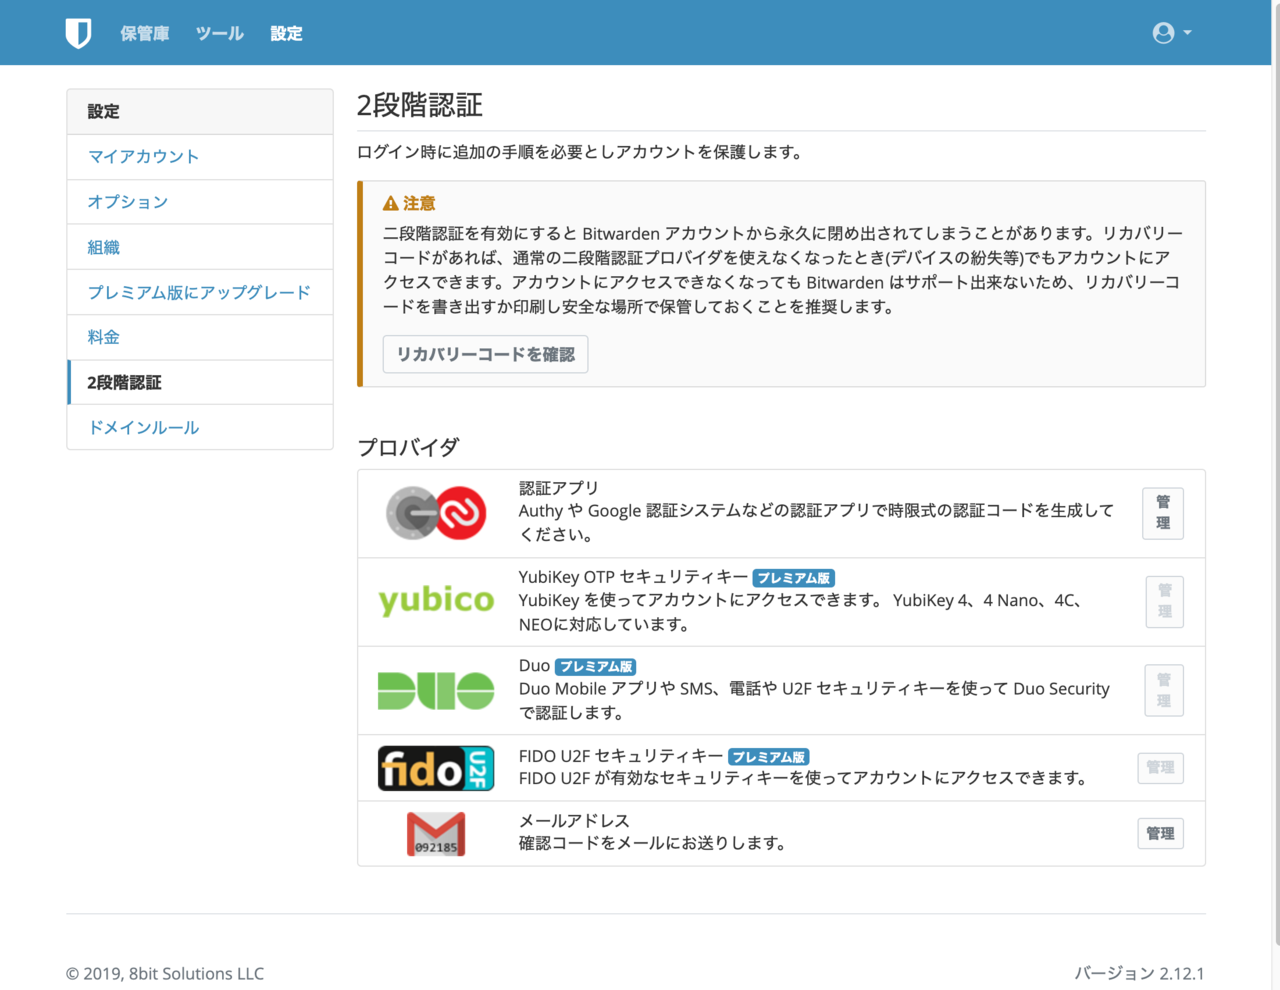 保管庫 ツール 設定
設定
マイアカウント
オプション
組織
プレミアム版にアップグレード
料金
2段階認証
ドメインルール
2段階認証
ログイン時に追加の手順を必要としアカウントを保護します。
注意
二段階認証を有効にすると Bitwarden アカウントから永久に閉め出されてしまうことがあります。リカバリー
コードがあれば、通常の二段階認証プロバイダを使えなくなったとき(デバイスの紛失等)でもアカウントにア
クセスできます。アカウントにアクセスできなくなっても Bitwarden はサポート出来ないため、リカバリーコ
ードを書き出すか印刷し安全な場所で保管しておくことを推奨します。
リカバリーコードを確認
プロバイダ
認証アプリ
Authy や Google 認証システムなどの認証アプリで時限式の認証コードを生成して
ください。
管
理
yubico
YubiKey OTP セキュリティキー プレミアム版
YubiKey を使ってアカウントにアクセスできます。 YubiKey 4、4 Nano、4C、
NEOに対応しています。
管
理
DUO
Duo プレミアム版
Duo Mobile アプリや SMS、電話や U2F セキュリティキーを使って Duo Security
で認証します。
管
理
fido U2F
FIDO U2F セキュリティキー プレミアム版
FIDO U2F が有効なセキュリティキーを使ってアカウントにアクセスできます。
管理
092185
メールアドレス
確認コードをメールにお送りします。
管理
© 2019, 8bit Solutions LLC
バージョン 2.12.1